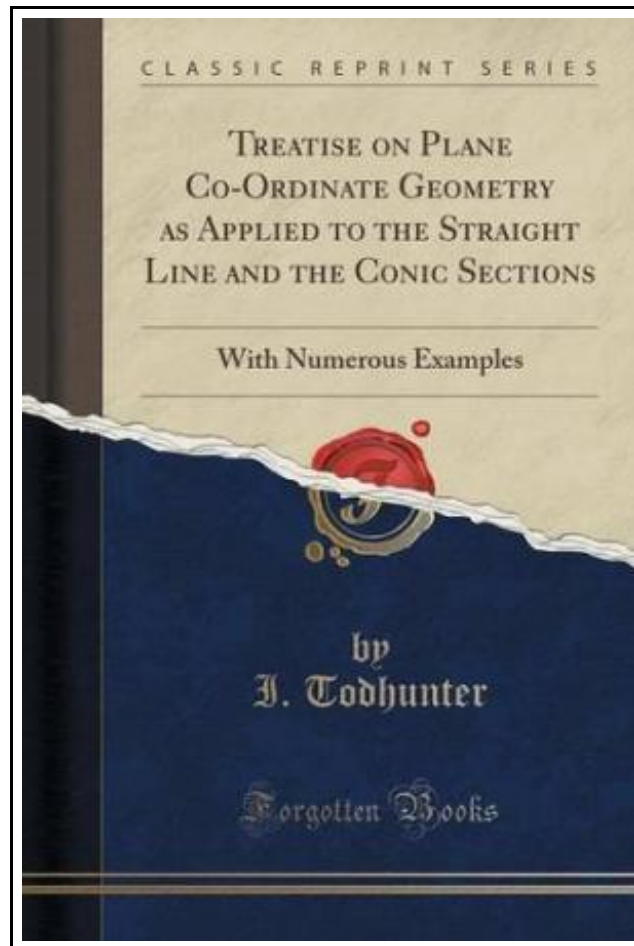 CLASSIC REPRINT SERIES
TREATISE ON PLANE
CO-ORDINATE GEOMETRY
AS APPLIED TO THE STRAIGHT
LINE AND THE CONIC SECTIONS
With Numerous Examples
by
I. Todhunter
Forgotten Books